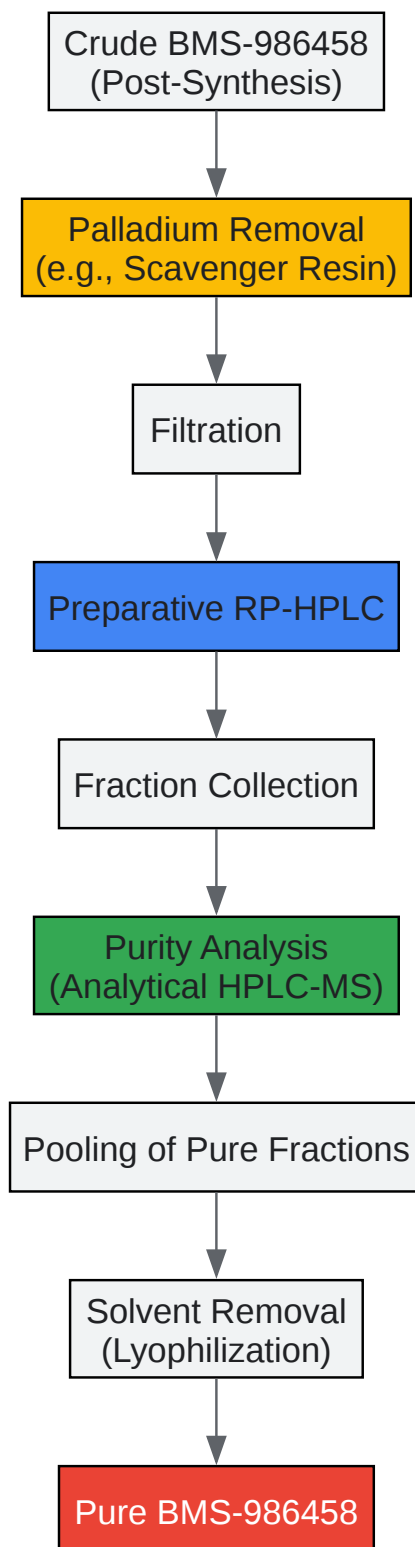 Crude BMS-986458
(Post-Synthesis)
Palladium Removal
(e.g., Scavenger Resin)
Filtration
Preparative RP-HPLC
Fraction Collection
Purity Analysis
(Analytical HPLC-MS)
Pooling of Pure Fractions
Solvent Removal
(Lyophilization)
Pure BMS-986458